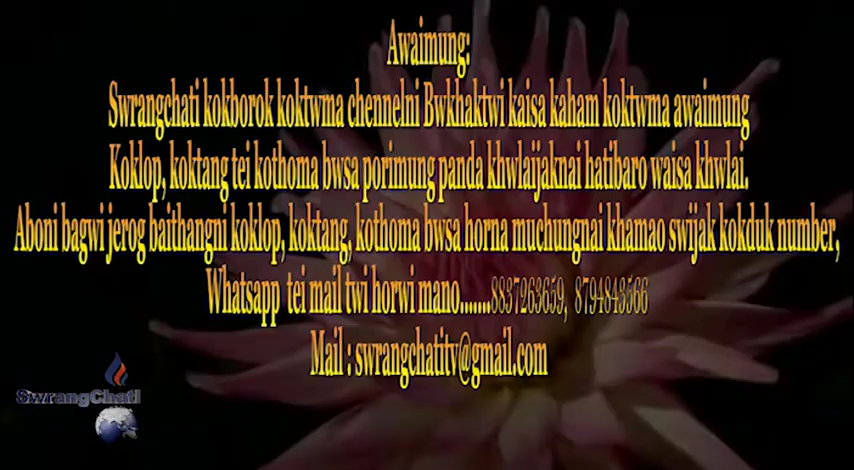 Awaimung:
Swrangchati kokborok koktwma chennelni Bwkhaktwi kaisa kaham koktwma awaimung
Koklop, koktang tei kothoma bwsa porimung panda khwlaijaknai hatibaro waisa khwlai.
Aboni bagwi jerog baithangni koklop, koktang, kothoma bwsa horna muchungnai khamao swijak kokduk number,
Whatsapp tei mail twi horwi mano.......8837263659, 8794843566
Mail : swrangchatitv@gmail.com
SwrangChati